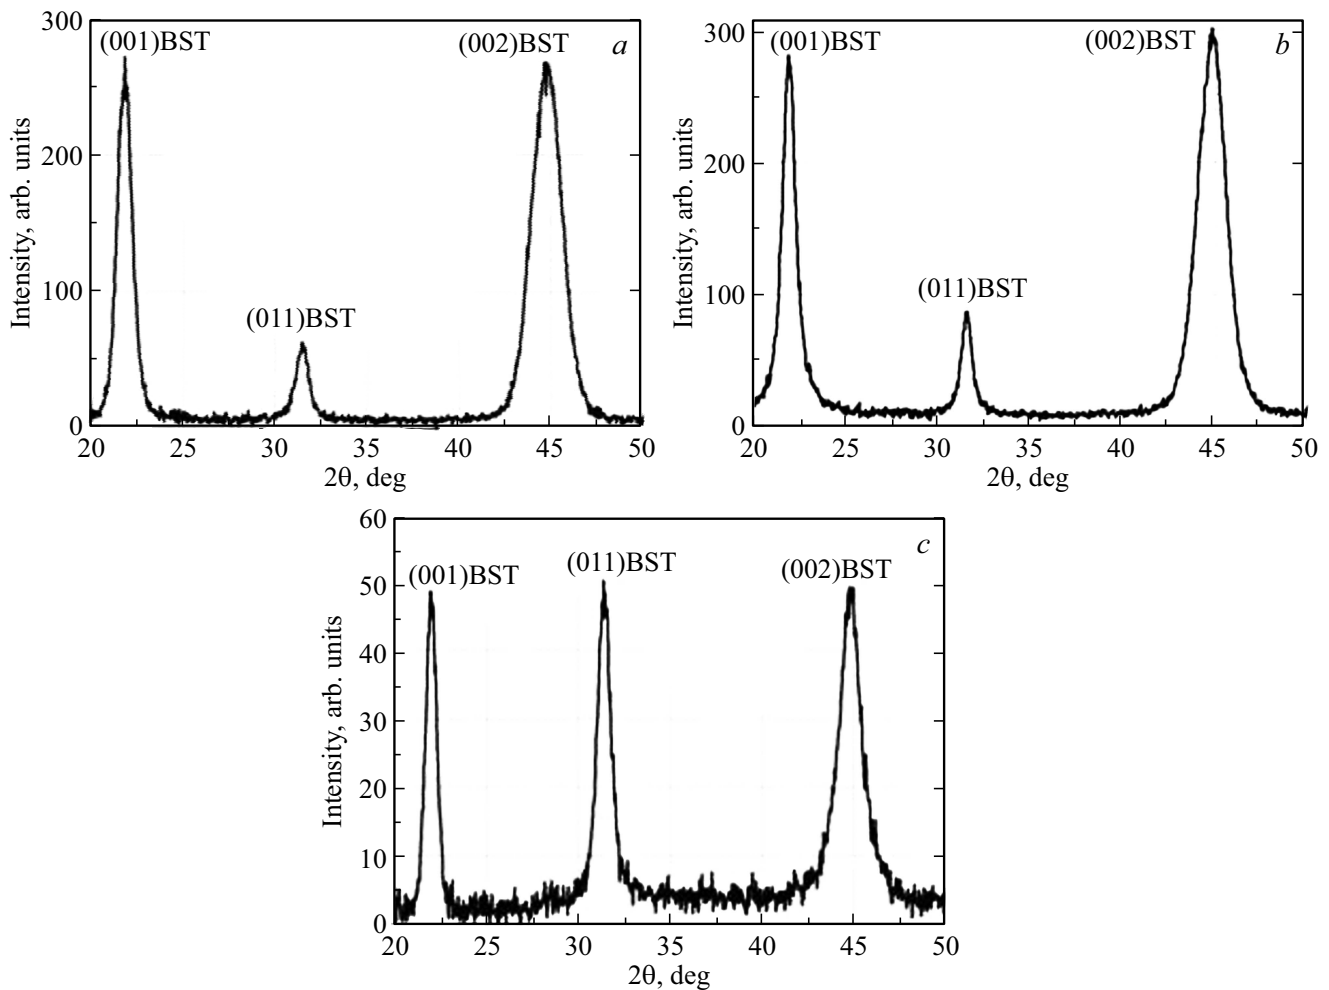 300
200
100
0
Intensity, arb. units
(001)BST
(002)BST
a
(011)BST
20 25 30 35 40 45 50
2θ, deg
300
200
100
0
Intensity, arb. units
(001)BST
(002)BST
b
(011)BST
20 25 30 35 40 45 50
2θ, deg
60
50
40
30
20
10
0
Intensity, arb. units
(001)BST
(011)BST
(002)BST
c
20 25 30 35 40 45 50
2θ, deg